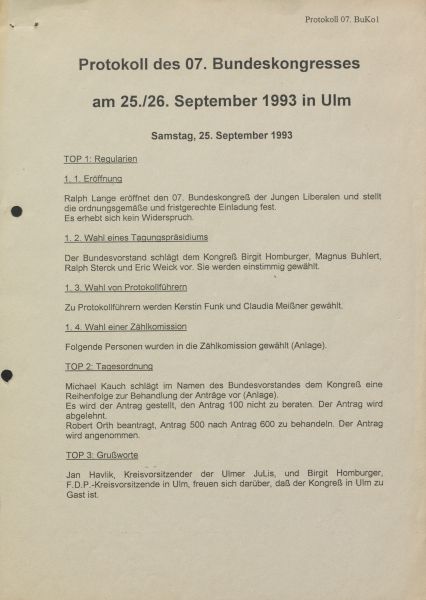 Protokoll 07. BuKo1
Protokoll des 07. Bundeskongresses
am 25./26. September 1993 in Ulm
Samstag, 25. September 1993
TOP 1: Regularien
1. 1. Eröffnung
Ralph Lange eröffnet den 07. Bundeskongreß der Jungen Liberalen und stellt
die ordnungsgemäße und fristgerechte Einladung fest.
Es erhebt sich kein Widerspruch.
1. 2. Wahl eines Tagungspräsidiums
Der Bundesvorstand schlägt dem Kongreß Birgit Homburger, Magnus Buhlert,
Ralph Sterck und Eric Weick vor. Sie werden einstimmig gewählt.
1. 3. Wahl von Protokollführern
Zu Protokollführern werden Kerstin Funk und Claudia Meißner gewählt.
1. 4. Wahl einer Zählkomission
Folgende Personen wurden in die Zählkomission gewählt (Anlage).
TOP 2: Tagesordnung
Michael Kauch schlägt im Namen des Bundesvorstandes dem Kongreß eine
Reihenfolge zur Behandlung der Anträge vor (Anlage).
Es wird der Antrag gestellt, den Antrag 100 nicht zu beraten. Der Antrag wird
abgelehnt.
Robert Orth beantragt, Antrag 500 nach Antrag 600 zu behandeln. Der Antrag
wird angenommen.
TOP 3: Grußworte
Jan Havlik, Kreisvorsitzender der Ulmer JuLis, und Birgit Homburger,
F.D.P.-Kreisvorsitzende in Ulm, freuen sich darüber, daß der Kongreß in Ulm zu
Gast ist.